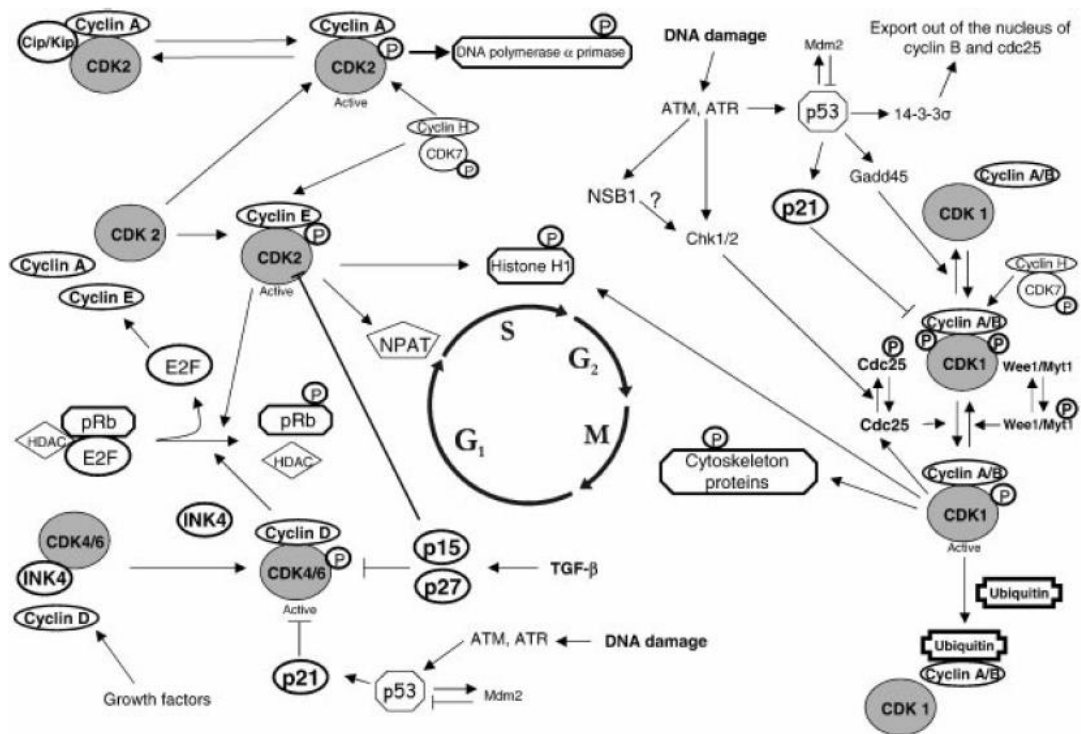 Cip/Kip
Cyclin A
CDK2
Cyclin A
P
CDK2
Active
P
DNA polymerase α primase
Cyclin H
CDK7
P
CDK 2
Cyclin A
Cyclin E
Cyclin E
P
CDK2
Active
P
Histone H1
NPAT
E2F
HDAC
pRb
E2F
P
pRb
HDAC
S
G2
M
G1
INK4
CDK4/6
INK4
Cyclin D
Growth factors
Cyclin D
P
CDK4/6
Active
p15
p27
TGF-β
p21
ATM, ATR
DNA damage
p53
Mdm2
DNA damage
ATM, ATR
Mdm2
p53
Export out of the nucleus of
cyclin B and cdc25
14-3-3σ
NSB1
?
Chk1/2
p21
Gadd45
Cyclin A/B
CDK 1
Cyclin H
CDK7
P
Cyclin A/B
P
P
CDK1
P
Cdc25
Cdc25
Wee1/Myt1
P
Wee1/Myt1
P
Cytoskeleton
proteins
Cyclin A/B
P
CDK1
Active
Ubiquitin
Ubiquitin
Cyclin A/B
CDK 1